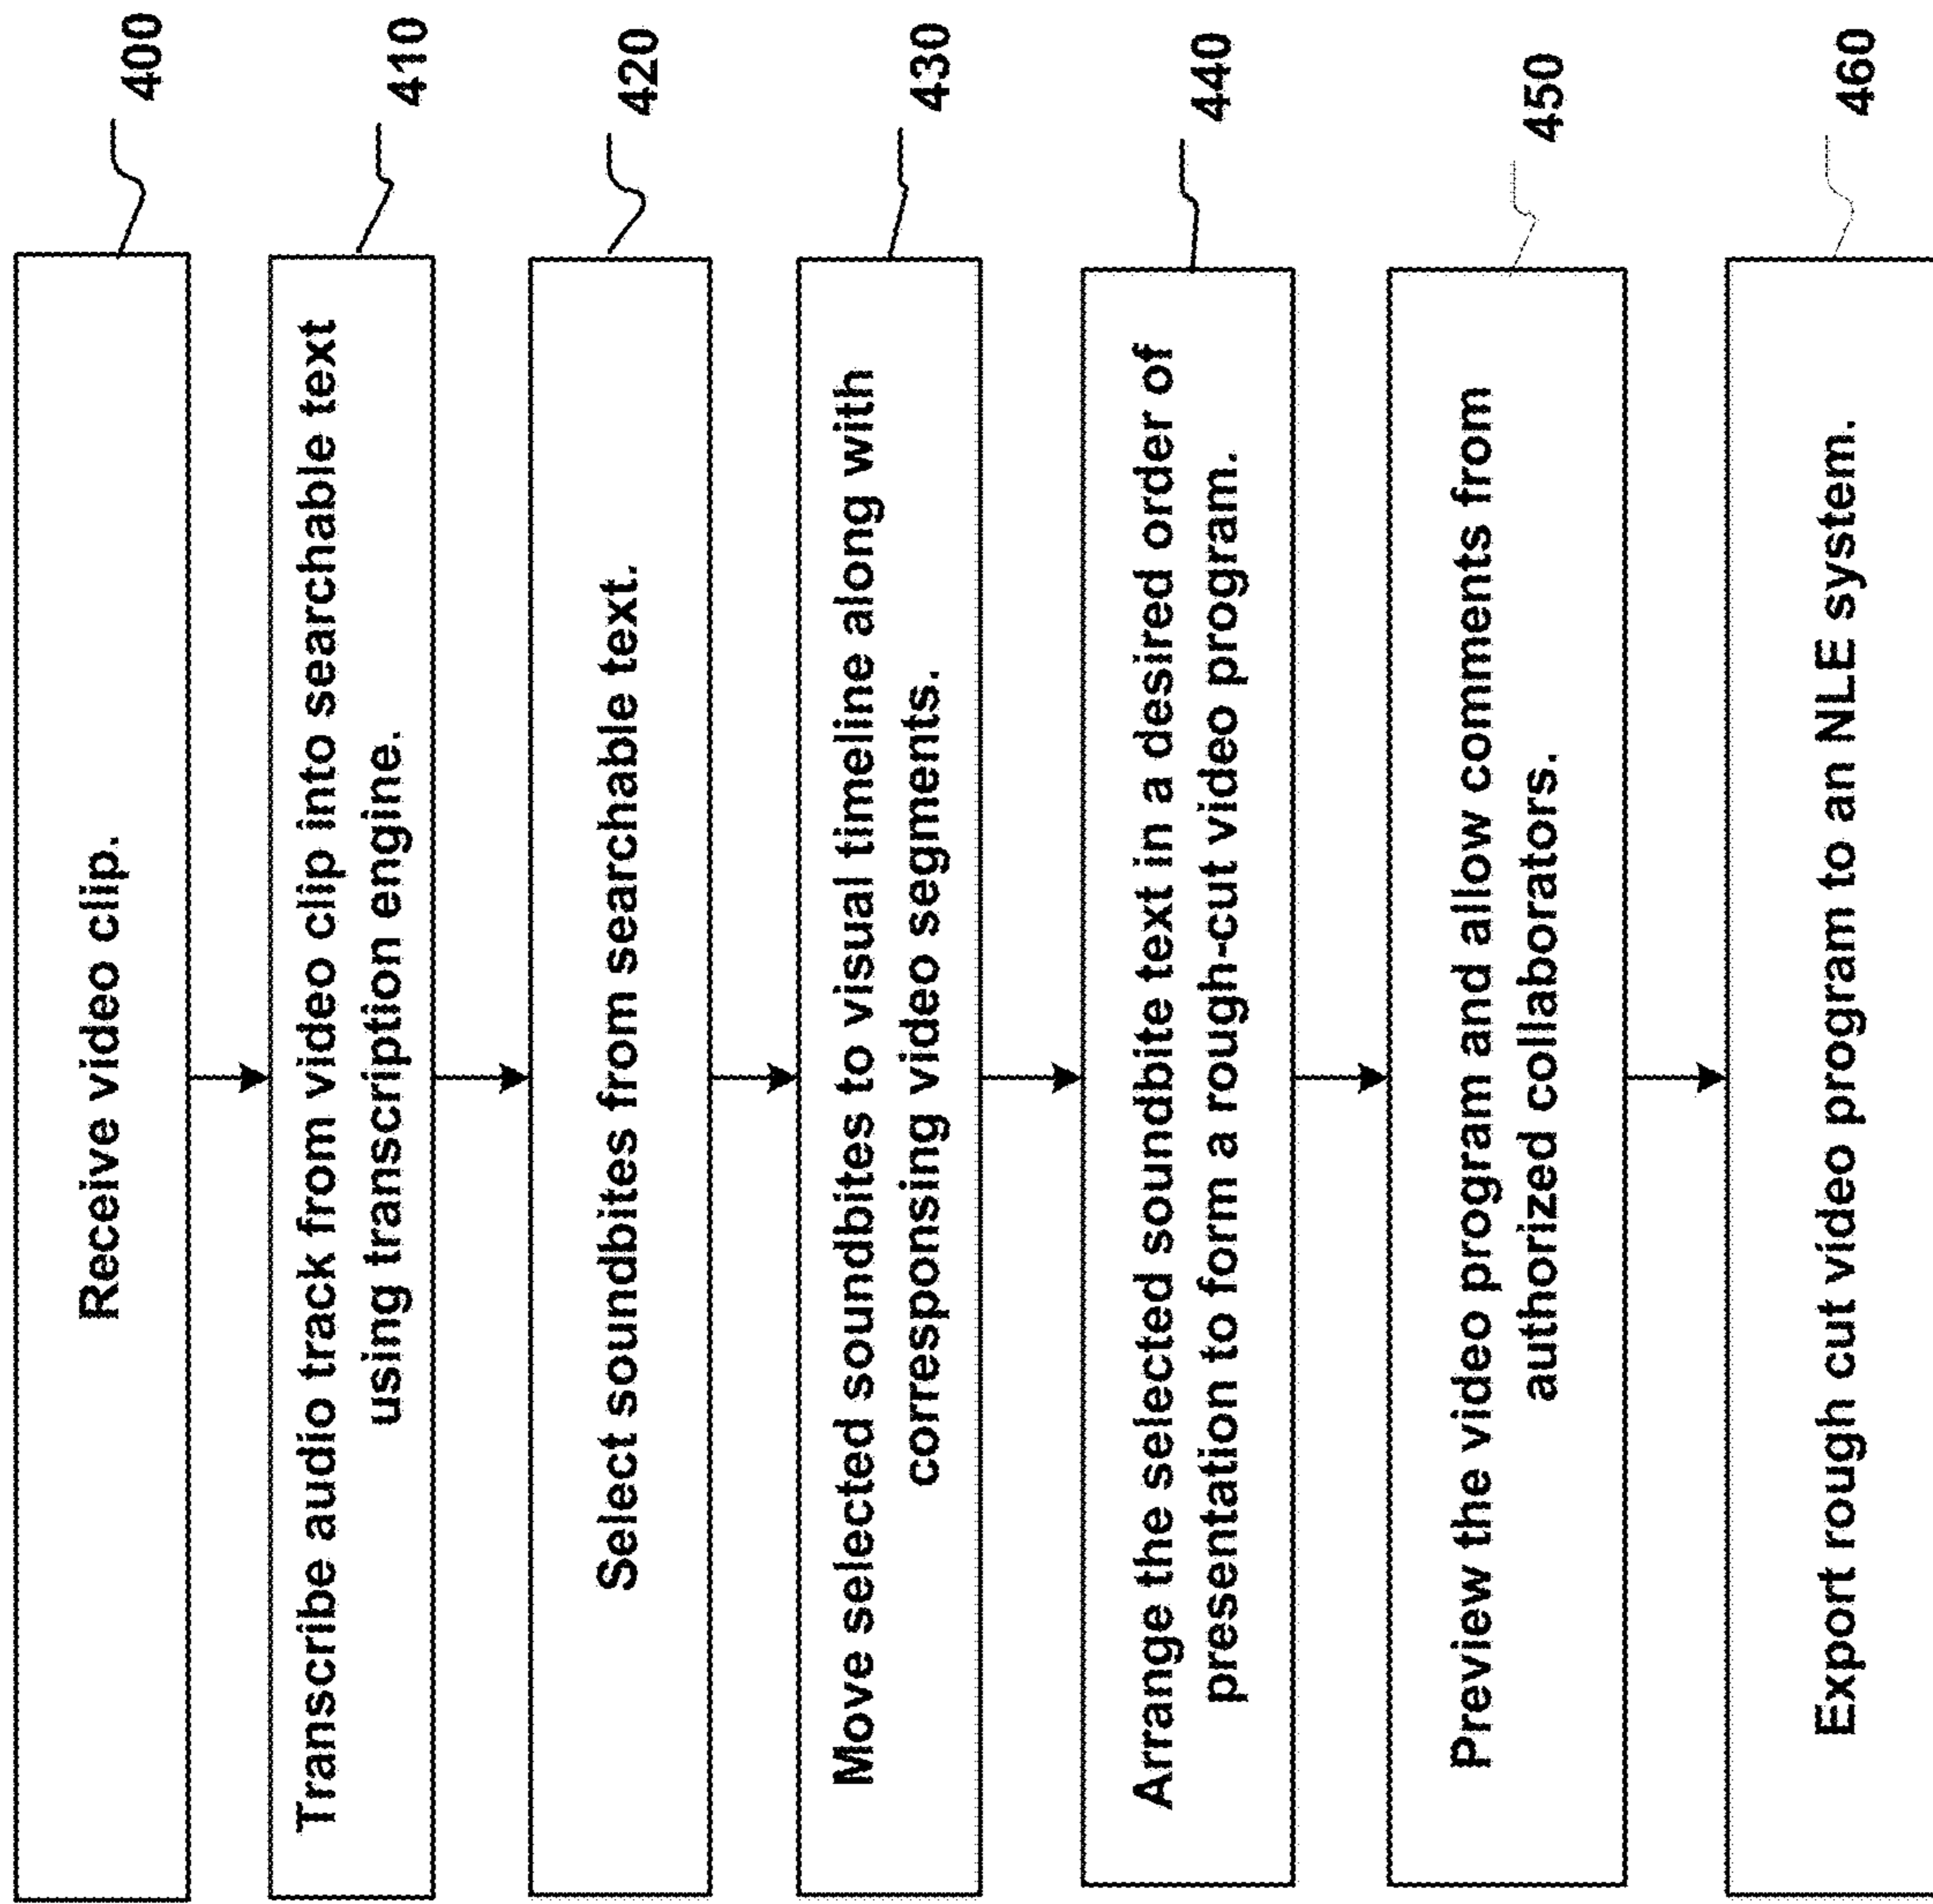 Receive video clip.
400
Transcribe audio track from video clip into searchable text
using transcription engine.
410
Select soundbites from searchable text.
420
Move selected soundbites to visual timeline along with
corresponsing video segments.
430
Arrange the selected soundbite text in a desired order of
presentation to form a rough-cut video program.
440
Preview the video program and allow comments from
authorized collaborators.
450
Export rough cut video program to an NLE system.
460